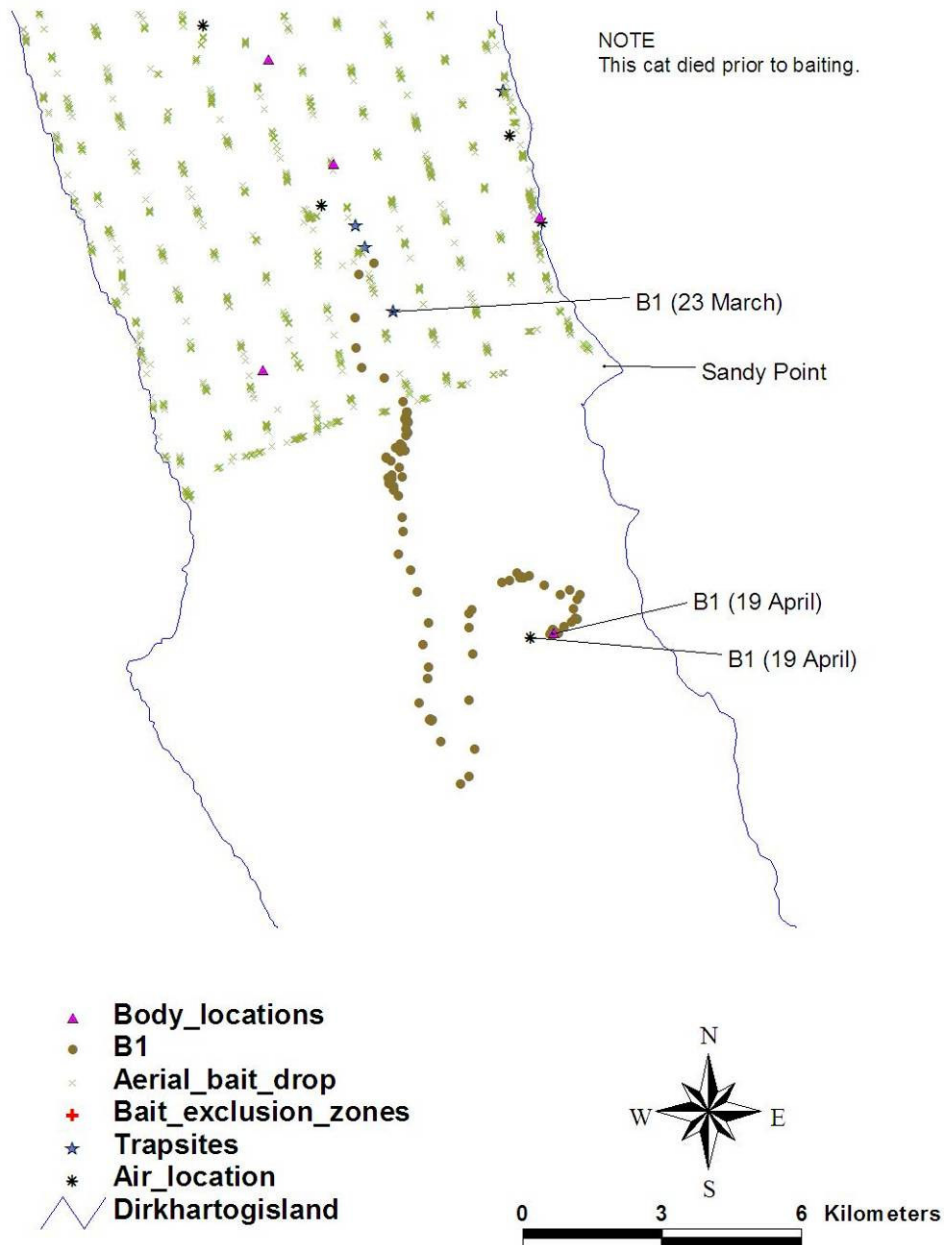 NOTE
This cat died prior to baiting.
B1 (23 March)
Sandy Point
B1 (19 April)
B1 (19 April)
Body_locations
B1
Aerial_bait_drop
Bait_exclusion_zones
Trapsites
Air_location
Dirkhartogisland
N
W E
S
0 3 6 Kilometers